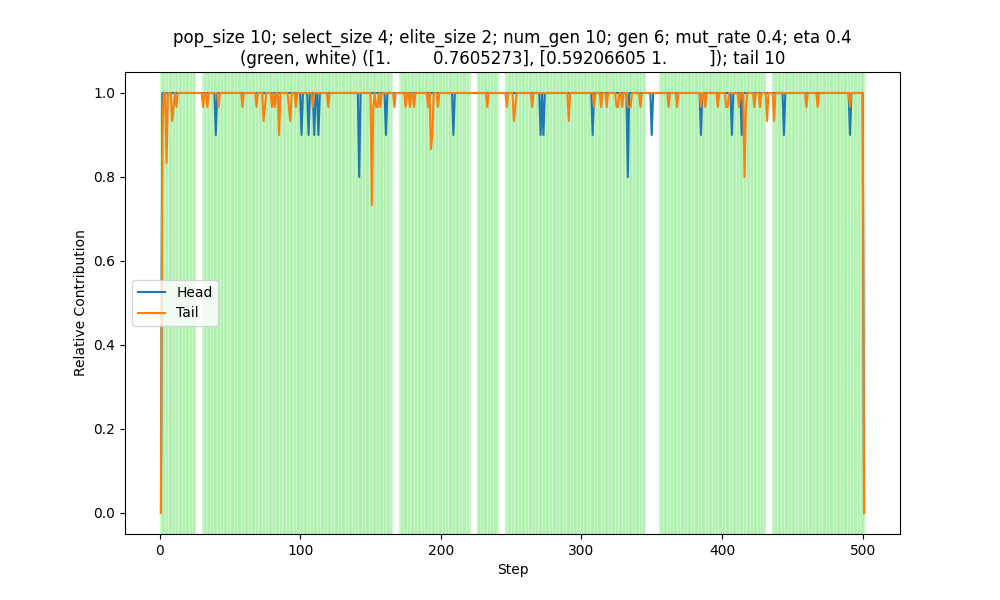 pop_size 10; select_size 4; elite_size 2; num_gen 10; gen 6; mut_rate 0.4; eta 0.4
(green, white) ([1.        0.7605273], [0.59206605 1.        ]); tail 10
1.0
0.8
0.6
0.4
0.2
0.0
Relative Contribution
Head
Tail
0
100
200
300
400
500
Step